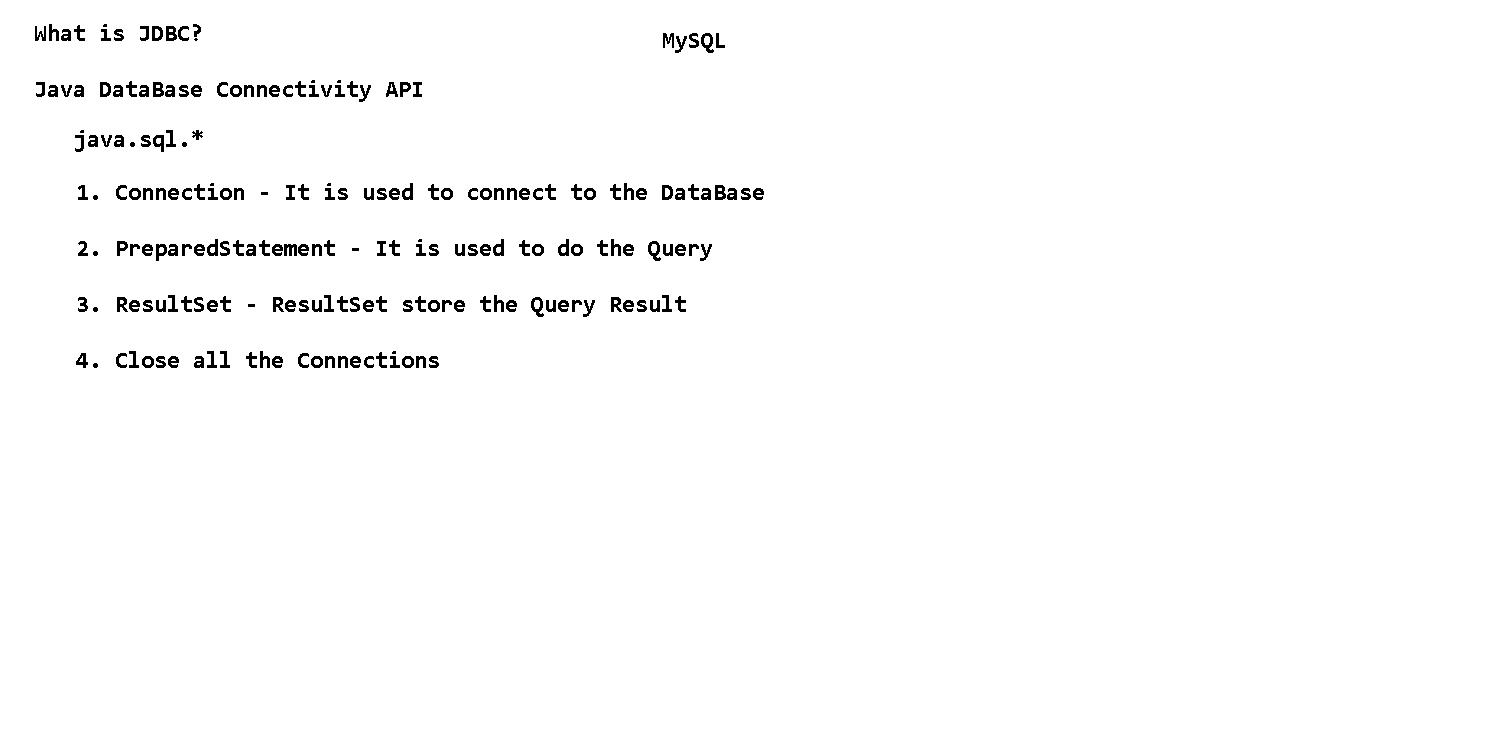 What is JDBC?
MySQL
Java DataBase Connectivity API
java.sql.*
1. Connection - It is used to connect to the DataBase
2. PreparedStatement - It is used to do the Query
3. ResultSet - ResultSet store the Query Result
4. Close all the Connections